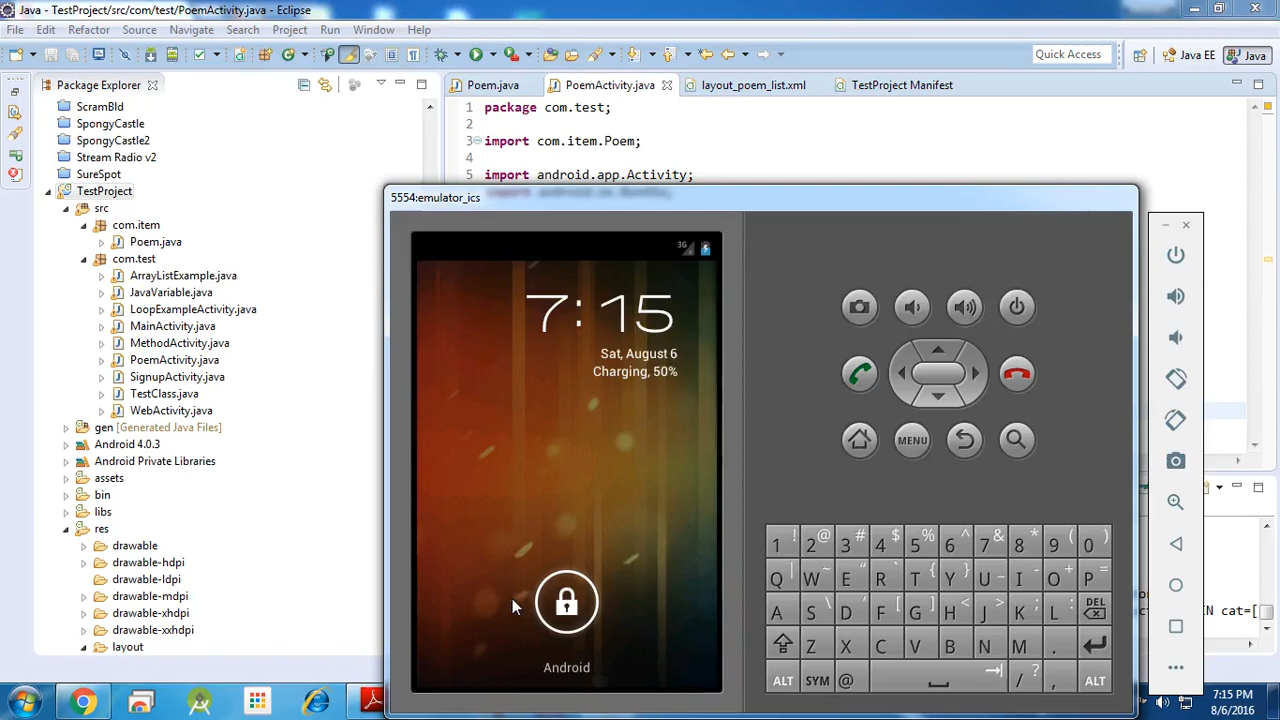 Java - TestProject/src/com/test/PoemActivity.java - Eclipse
File Edit Refactor Source Navigate Search Project Run Window Help
Quick Access
Java EE
Java
Package Explorer
ScramBld
SpongyCastle
SpongyCastle2
Stream Radio v2
SureSpot
TestProject
src
com.item
Poem.java
com.test
ArrayListExample.java
JavaVariable.java
LoopExampleActivity.java
MainActivity.java
MethodActivity.java
PoemActivity.java
SignupActivity.java
TestClass.java
WebActivity.java
gen [Generated Java Files]
Android 4.0.3
Android Private Libraries
assets
bin
libs
res
drawable
drawable-hdpi
drawable-ldpi
drawable-mdpi
drawable-xhdpi
drawable-xxhdpi
layout
Poem.java PoemActivity.java layout_poem_list.xml TestProject Manifest
1 package com.test;
2
3 import com.item.Poem;
4
5 import android.app.Activity;
import android.os.Bundle;
5554:emulator_ics
3G
7:15
Sat, August 6
Charging, 50%
Android
MENU
1 ! 2 @ 3 # 4 $ 5 % 6 ^ 7 & 8 * 9 ( 0 )
Q | W ~ E " R ` T { Y } U _ I - O + P =
A S \ D ' F [ G ] H < J > K ; L : DEL
Z X C V B N M .
ALT SYM @ / ? , ALT
IN cat=[
7:15 PM
8/6/2016